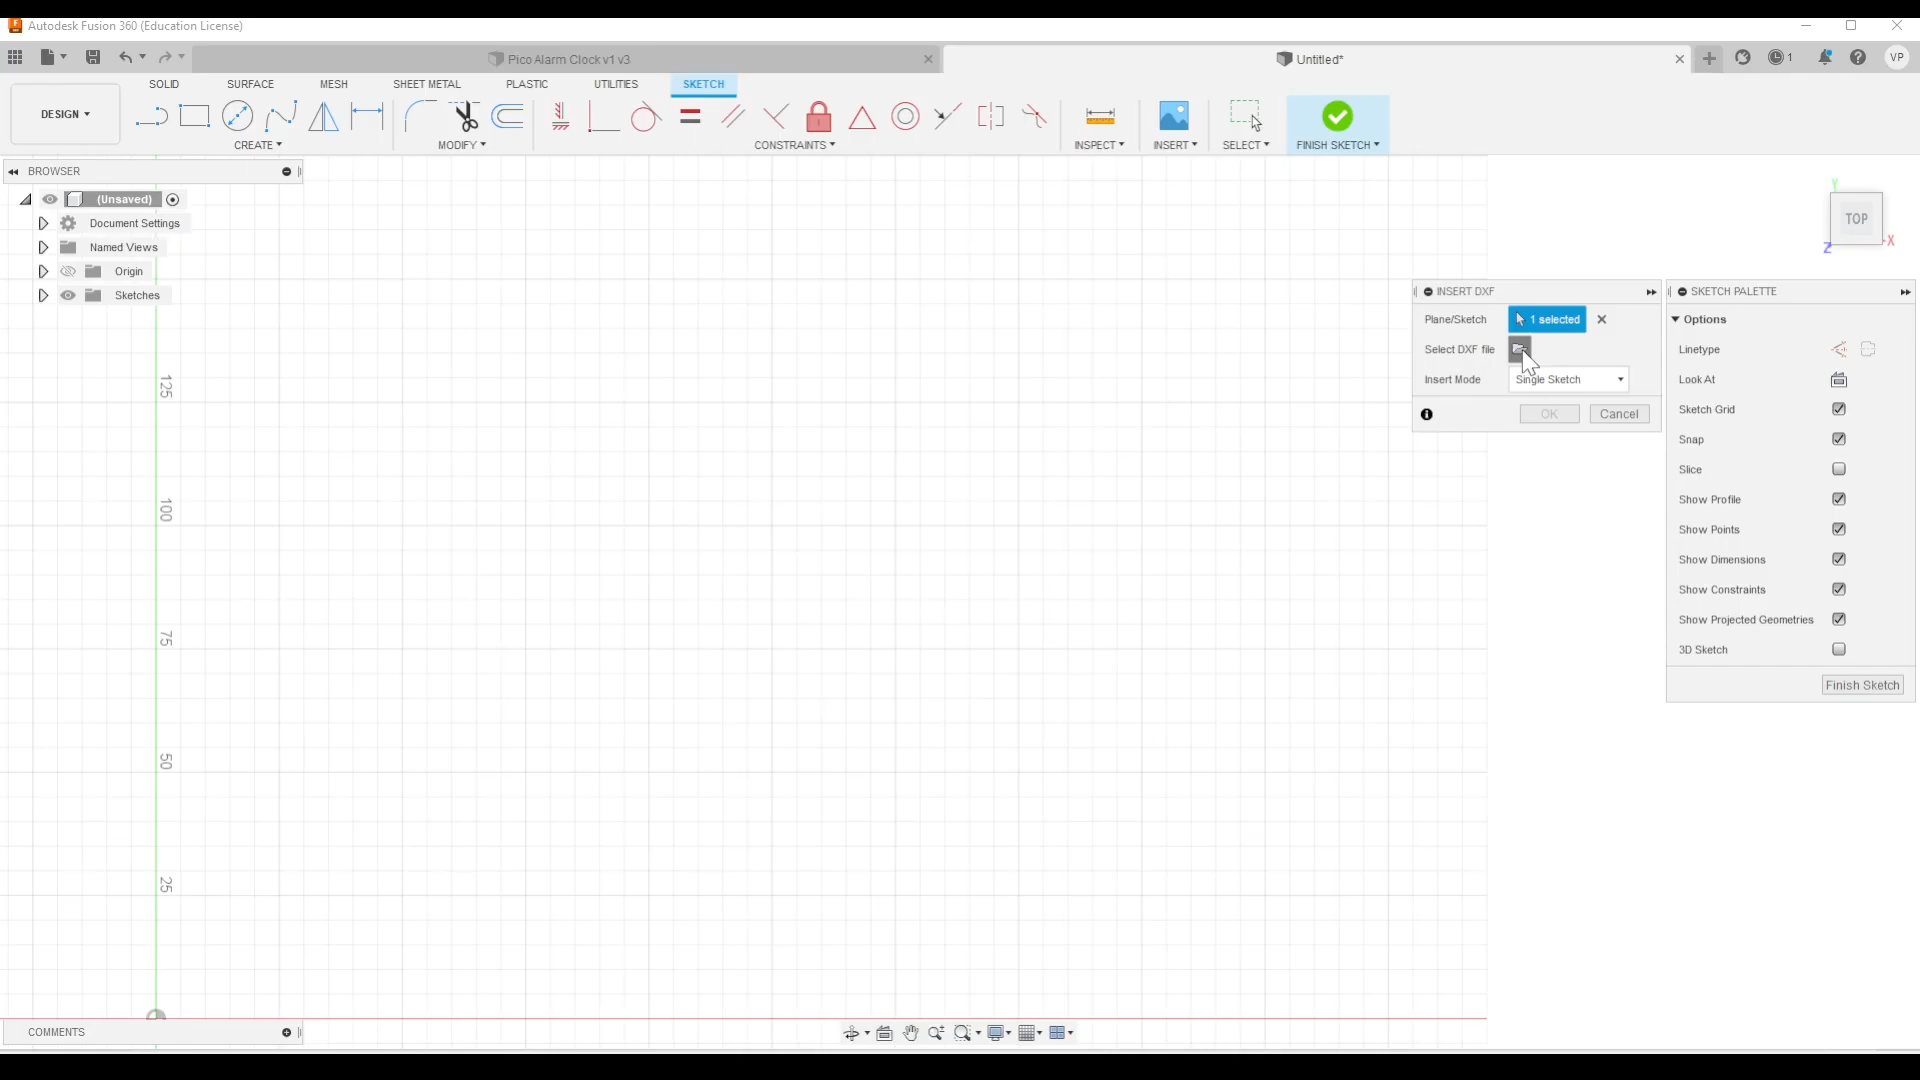 Autodesk Fusion 360 (Education License)
Pico Alarm Clock v1 v3
Untitled*
1
VP
SOLID SURFACE MESH SHEET METAL PLASTIC UTILITIES SKETCH
DESIGN
CREATE MODIFY CONSTRAINTS INSPECT INSERT SELECT FINISH SKETCH
BROWSER
(Unsaved)
Document Settings
Named Views
Origin
Sketches
Y
TOP
X
Z
INSERT DXF
Plane/Sketch 1 selected
Select DXF file
Insert Mode Single Sketch
OK Cancel
SKETCH PALETTE
Options
Linetype
Look At
Sketch Grid
Snap
Slice
Show Profile
Show Points
Show Dimensions
Show Constraints
Show Projected Geometries
3D Sketch
Finish Sketch
125
100
75
50
25
COMMENTS